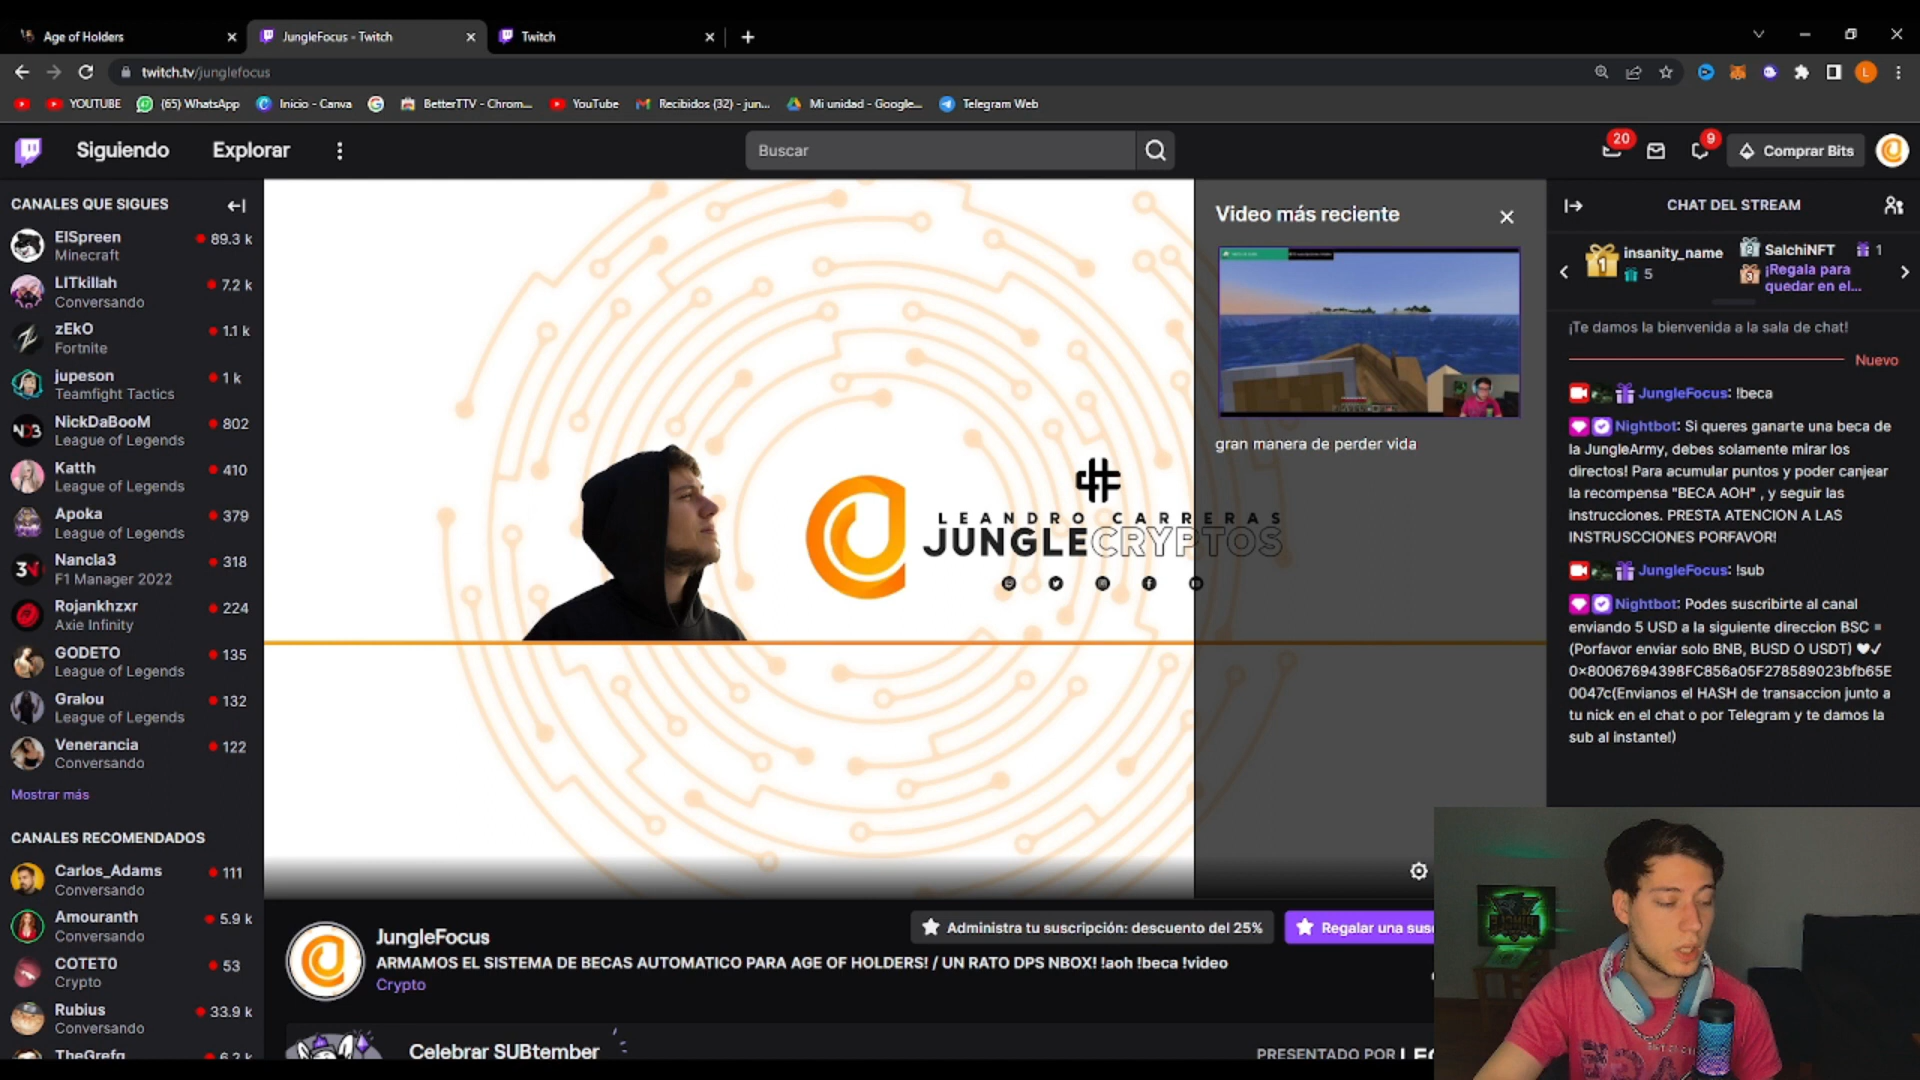 Age of Holders
JungleFocus - Twitch
Twitch
twitch.tv/junglefocus
YOUTUBE
(65) WhatsApp
Inicio - Canva
BetterTTV - Chrom...
YouTube
Recibidos (32) - jun...
Mi unidad - Google...
Telegram Web
Siguiendo
Explorar
Buscar
20
9
Comprar Bits
CANALES QUE SIGUES
ElSpreen
89.3 k
Minecraft
LITkillah
7.2 k
Conversando
zEkO
1.1 k
Fortnite
jupeson
1 k
Teamfight Tactics
NickDaBooM
802
League of Legends
Katth
410
League of Legends
Apoka
379
League of Legends
Nancla3
318
F1 Manager 2022
Rojankhzxr
224
Axie Infinity
GODETO
135
League of Legends
Gralou
132
League of Legends
Venerancia
122
Conversando
Mostrar más
CANALES RECOMENDADOS
Carlos_Adams
111
Conversando
Amouranth
5.9 k
Conversando
COTET0
53
Crypto
Rubius
33.9 k
Conversando
TheGrefg
6.2 k
LEANDRO CARRERAS
JUNGLECRYPTOS
Video más reciente
gran manera de perder vida
JungleFocus
Administra tu suscripción: descuento del 25%
Regalar una sus
ARMAMOS EL SISTEMA DE BECAS AUTOMATICO PARA AGE OF HOLDERS! / UN RATO DPS NBOX! !aoh !beca !video
Crypto
Celebrar SUBtember
PRESENTADO POR
CHAT DEL STREAM
1
insanity_name
5
2
SalchiNFT
1
3
¡Regala para
quedar en el...
¡Te damos la bienvenida a la sala de chat!
Nuevo
JungleFocus: !beca
Nightbot: Si queres ganarte una beca de
la JungleArmy, debes solamente mirar los
directos! Para acumular puntos y poder canjear
la recompensa "BECA AOH" , y seguir las
instrucciones. PRESTA ATENCION A LAS
INSTRUSCCIONES PORFAVOR!
JungleFocus: !sub
Nightbot: Podes suscribirte al canal
enviando 5 USD a la siguiente direccion BSC
(Porfavor enviar solo BNB, BUSD O USDT)
0x80067694398FC856a05F278589023bfb65E
0047c(Envianos el HASH de transaccion junto a
tu nick en el chat o por Telegram y te damos la
sub al instante!)